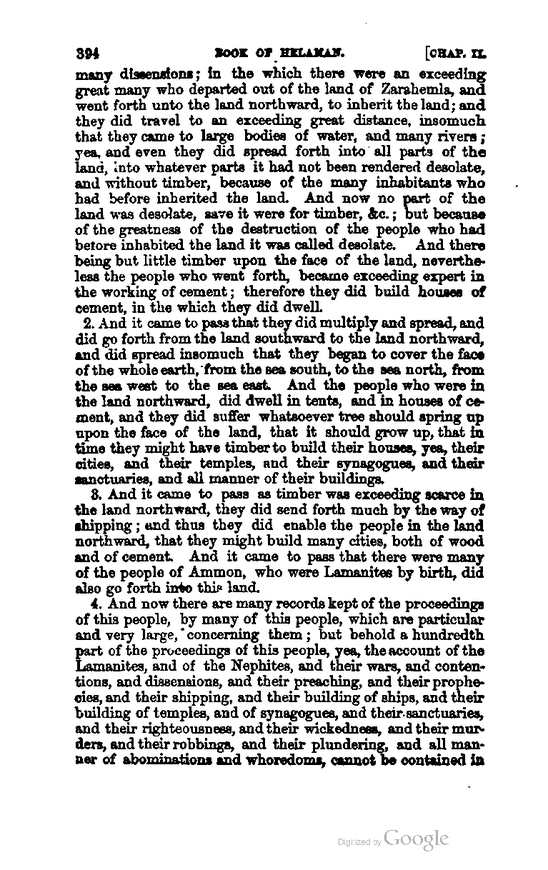 394 BOOK OF HELAMAN. [CHAP. II.
many dissensions; in the which there were an exceeding
great many who departed out of the land of Zarahemla, and
went forth unto the land northward, to inherit the land; and
they did travel to an exceeding great distance, insomuch
that they came to large bodies of water, and many rivers;
yea, and even they did spread forth into all parts of the
land, into whatever parts it had not been rendered desolate,
and without timber, because of the many inhabitants who
had before inherited the land. And now no part of the
land was desolate, save it were for timber, &c.; but because
of the greatness of the destruction of the people who had
before inhabited the land it was called desolate. And there
being but little timber upon the face of the land, neverthe-
less the people who went forth, became exceeding expert in
the working of cement; therefore they did build houses of
cement, in the which they did dwell.
2. And it came to pass that they did multiply and spread, and
did go forth from the land southward to the land northward,
and did spread insomuch that they began to cover the face
of the whole earth, from the sea south, to the sea north, from
the sea west to the sea east. And the people who were in
the land northward, did dwell in tents, and in houses of ce-
ment, and they did suffer whatsoever tree should spring up
upon the face of the land, that it should grow up, that in
time they might have timber to build their houses, yea, their
cities, and their temples, and their synagogues, and their
sanctuaries, and all manner of their buildings.
3. And it came to pass as timber was exceeding scarce in
the land northward, they did send forth much by the way of
shipping; and thus they did enable the people in the land
northward, that they might build many cities, both of wood
and of cement. And it came to pass that there were many
of the people of Ammon, who were Lamanites by birth, did
also go forth into this land.
4. And now there are many records kept of the proceedings
of this people, by many of this people, which are particular
and very large, concerning them; but behold a hundredth
part of the proceedings of this people, yea, the account of the
Lamanites, and of the Nephites, and their wars, and conten-
tions, and dissensions, and their preaching, and their prophe-
cies, and their shipping, and their building of ships, and their
building of temples, and of synagogues, and their sanctuaries,
and their righteousness, and their wickedness, and their mur-
ders, and their robbings, and their plundering, and all man-
ner of abominations and whoredoms, cannot be contained in
Digitized by Google